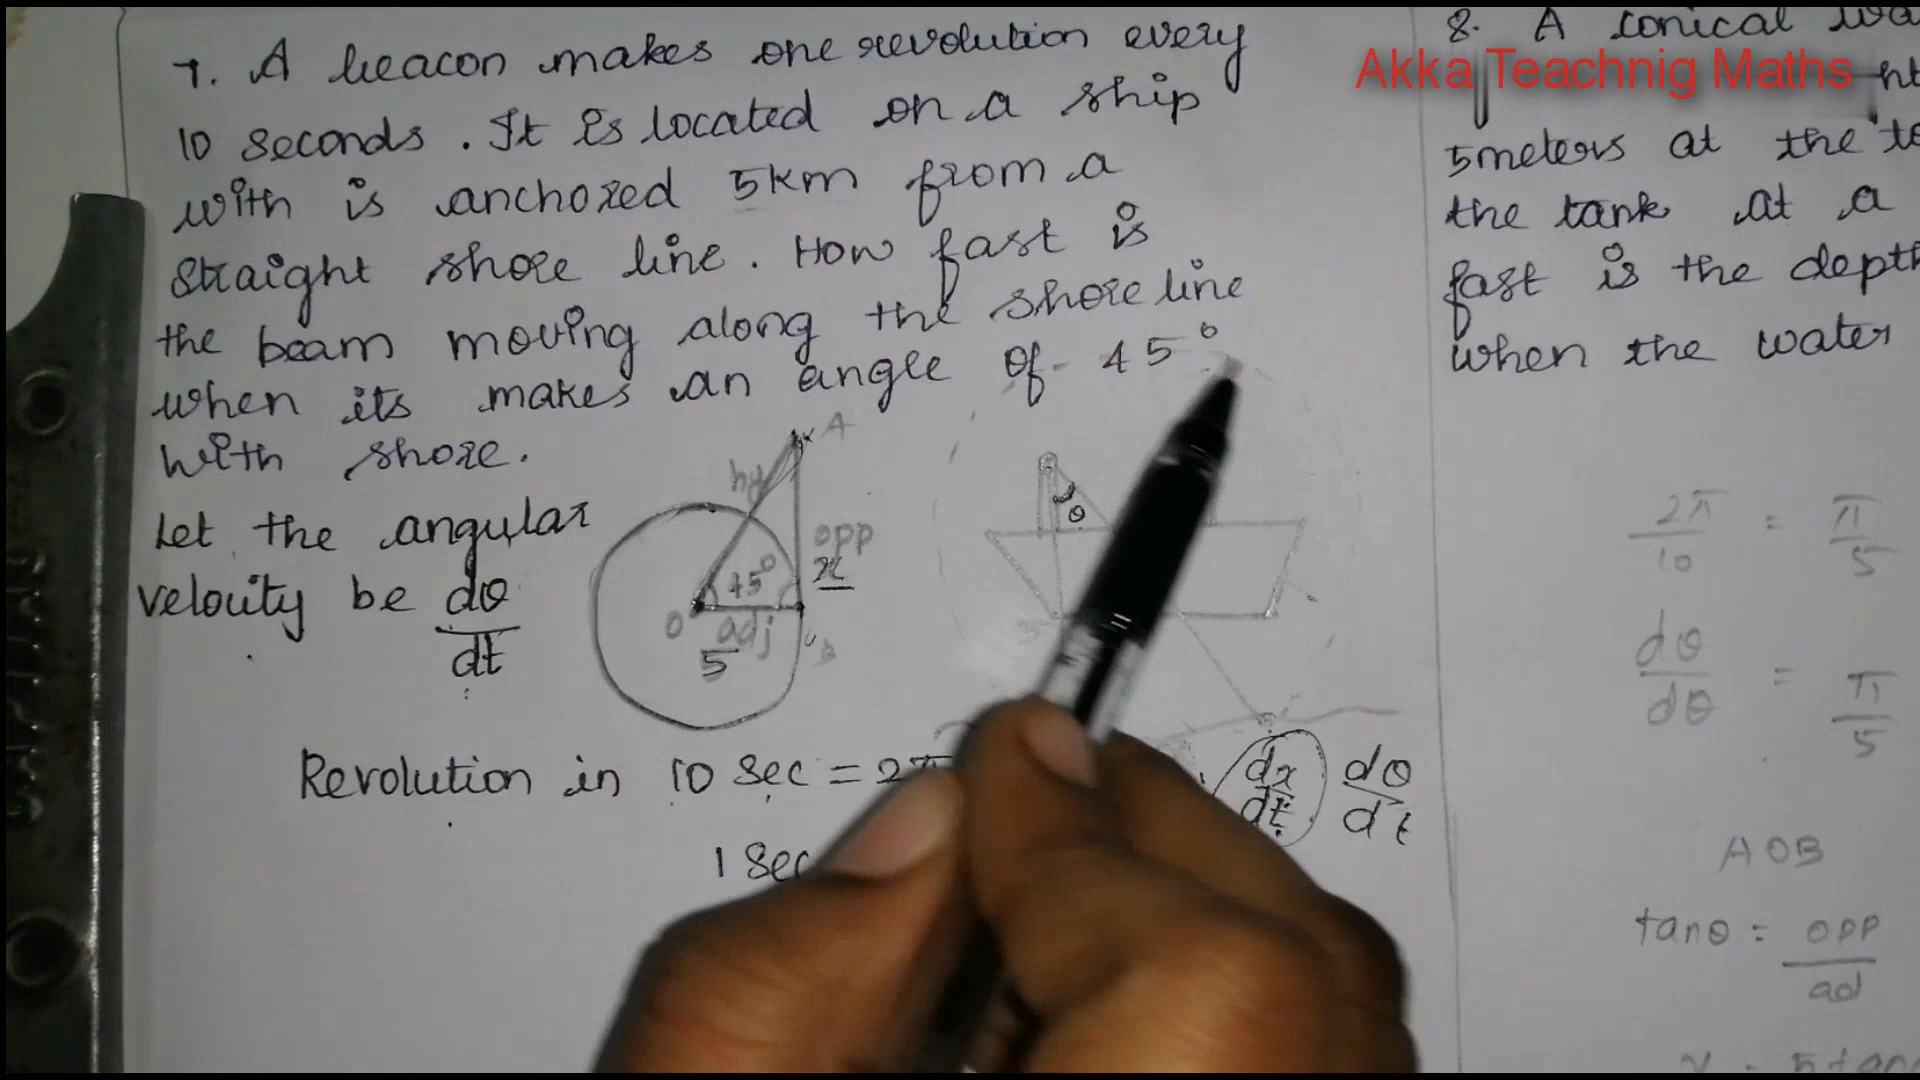 7. A beacon makes one revolution every
10 seconds. It is located on a ship
with is anchored 5km from a
straight shore line. How fast is
the beam moving along the shore line
when its makes an angle of 45°
with shore.
Let the angular
velocity be dθ
dt
A
hy
opp
x
45°
O
adj
5
B
θ
Revolution in 10 sec = 2π
1 Sec
dx
dt
dθ
dt
8. A conical
Akka Teachnig Maths
5meters at the
the tank at a
fast is the depth
when the water
2π = π
10 5
dθ = π
dθ 5
AOB
tanθ = opp
ad